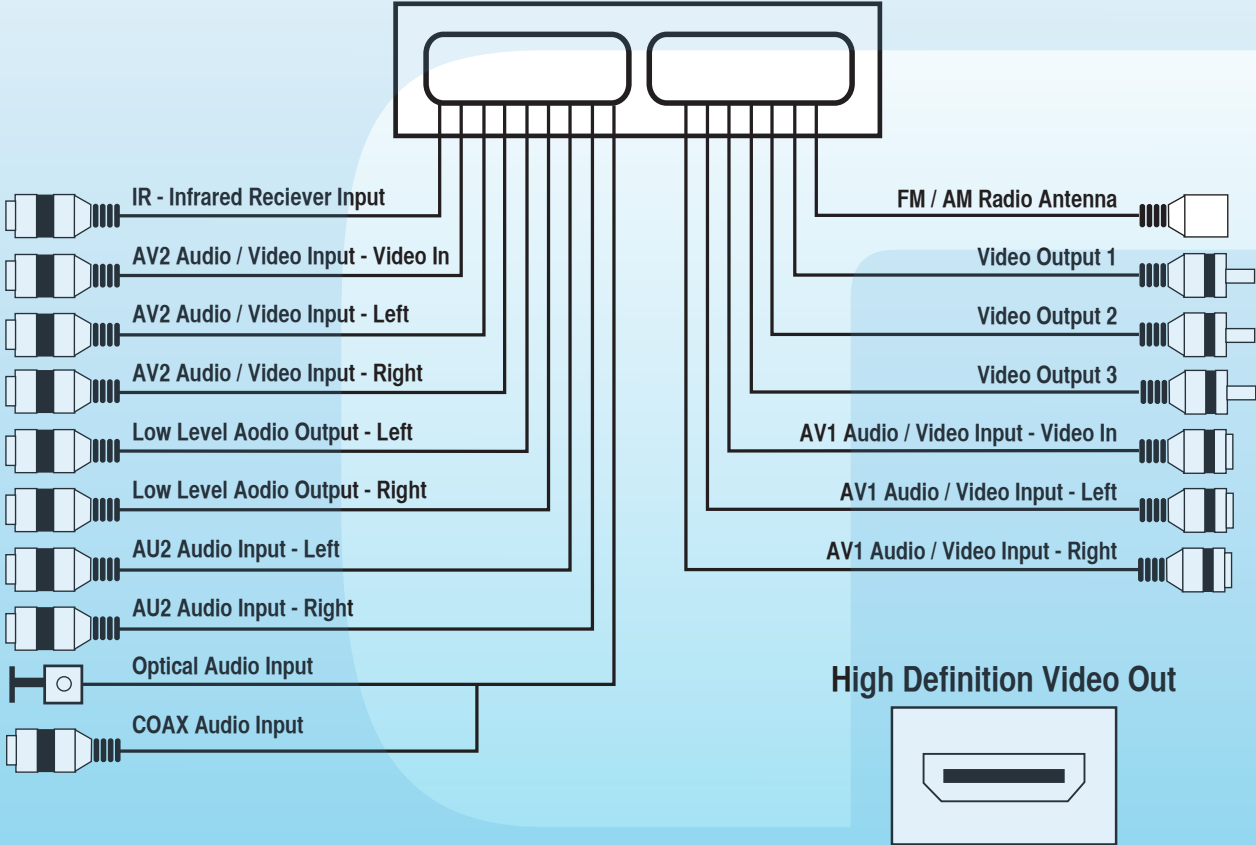 IR - Infrared Reciever Input
AV2 Audio / Video Input - Video In
AV2 Audio / Video Input - Left
AV2 Audio / Video Input - Right
Low Level Aodio Output - Left
Low Level Aodio Output - Right
AU2 Audio Input - Left
AU2 Audio Input - Right
Optical Audio Input
COAX Audio Input
FM / AM Radio Antenna
Video Output 1
Video Output 2
Video Output 3
AV1 Audio / Video Input - Video In
AV1 Audio / Video Input - Left
AV1 Audio / Video Input - Right
High Definition Video Out